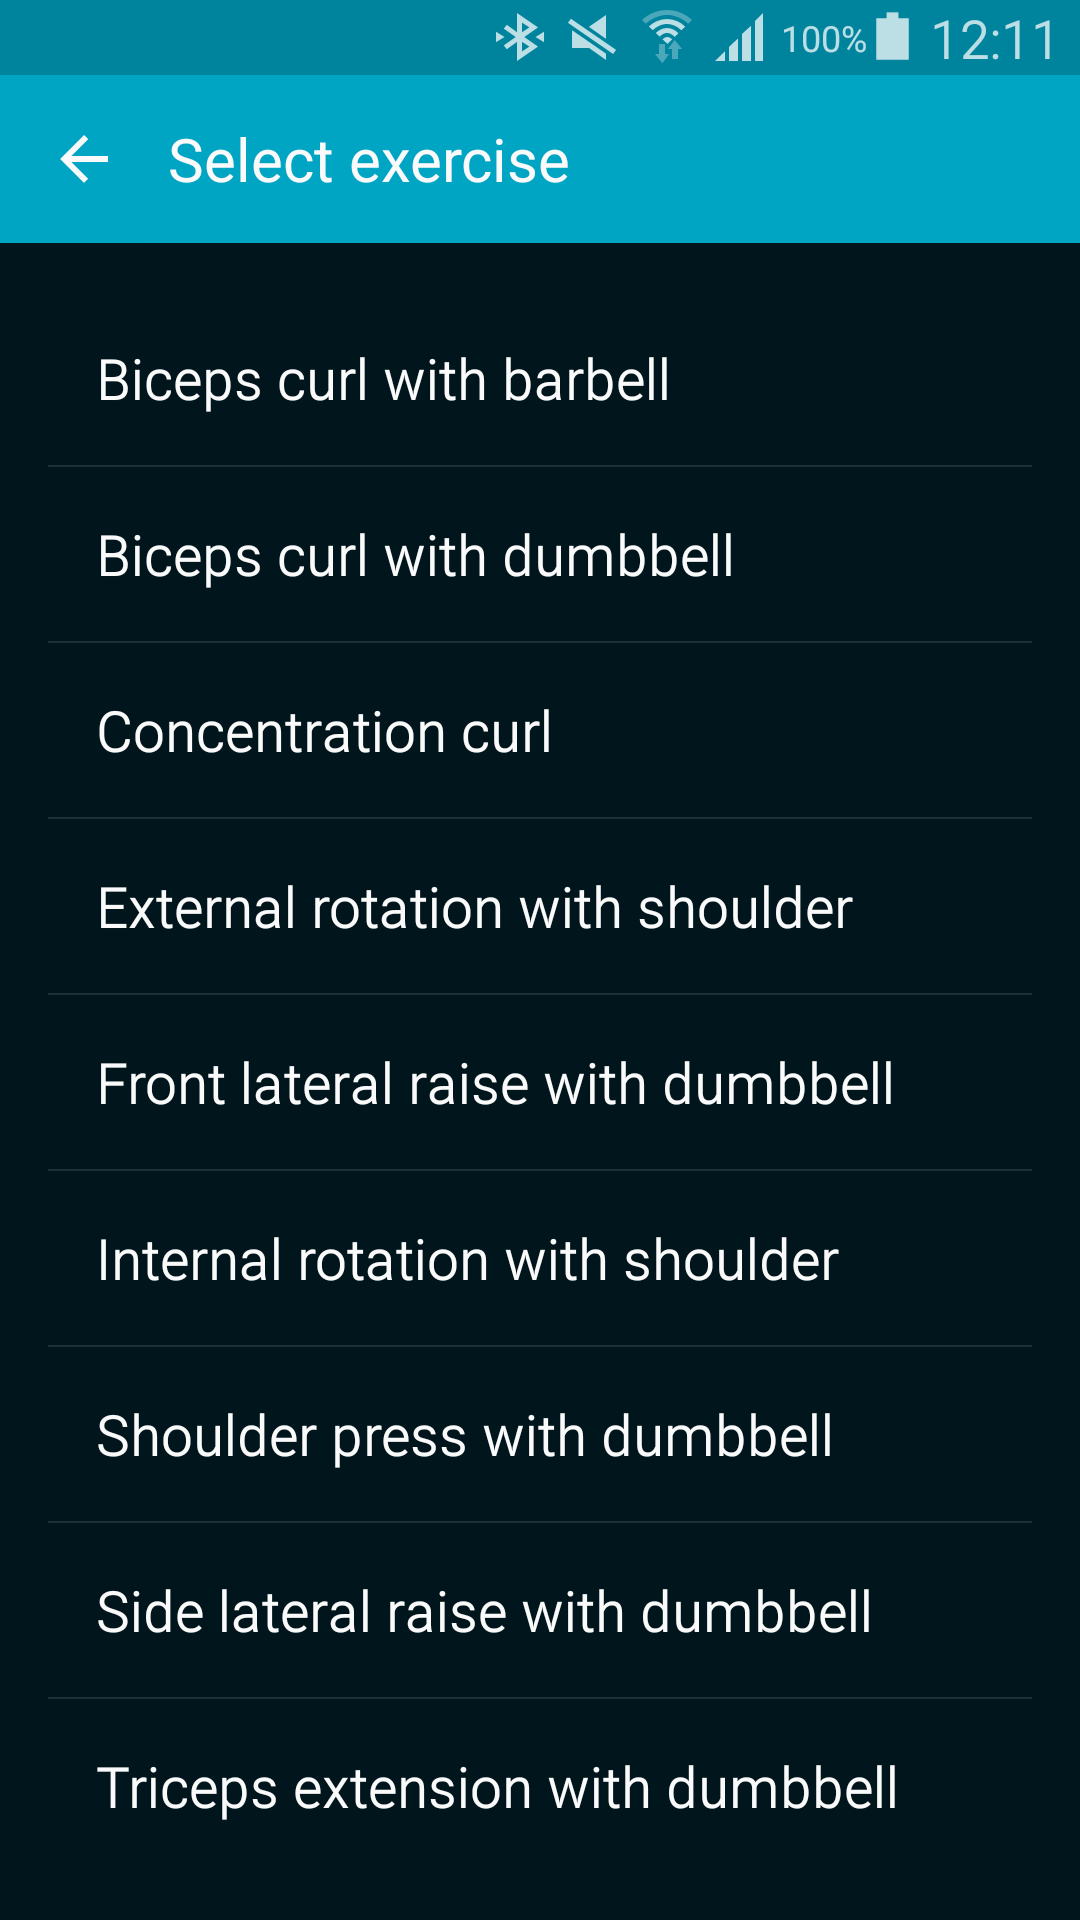 100% 12:11
Select exercise
Biceps curl with barbell
Biceps curl with dumbbell
Concentration curl
External rotation with shoulder
Front lateral raise with dumbbell
Internal rotation with shoulder
Shoulder press with dumbbell
Side lateral raise with dumbbell
Triceps extension with dumbbell